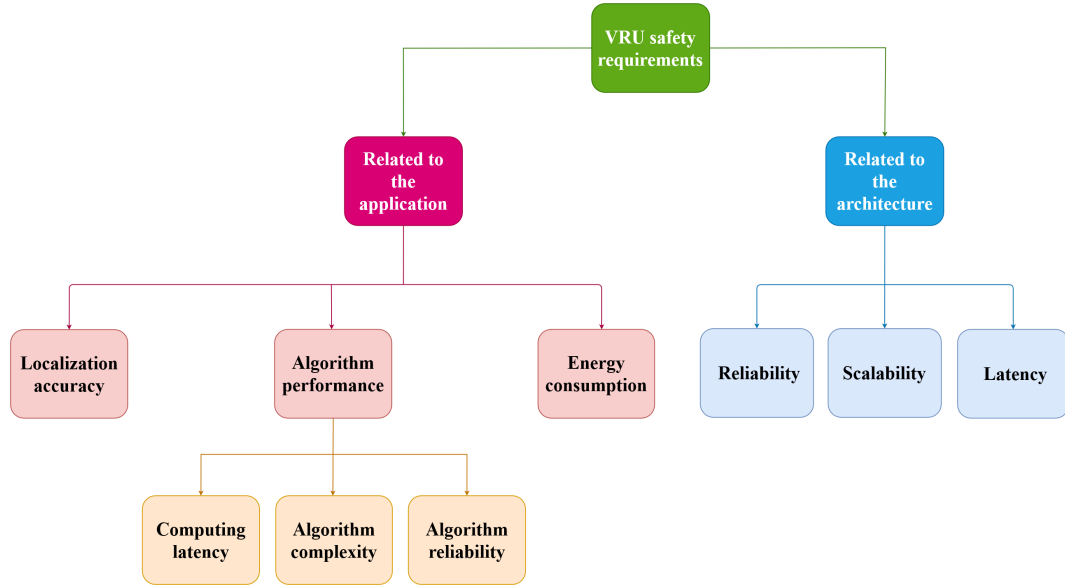 VRU safety
requirements
Related to
the
application
Related to
the
architecture
Localization
accuracy
Algorithm
performance
Energy
consumption
Reliability
Scalability
Latency
Computing
latency
Algorithm
complexity
Algorithm
reliability